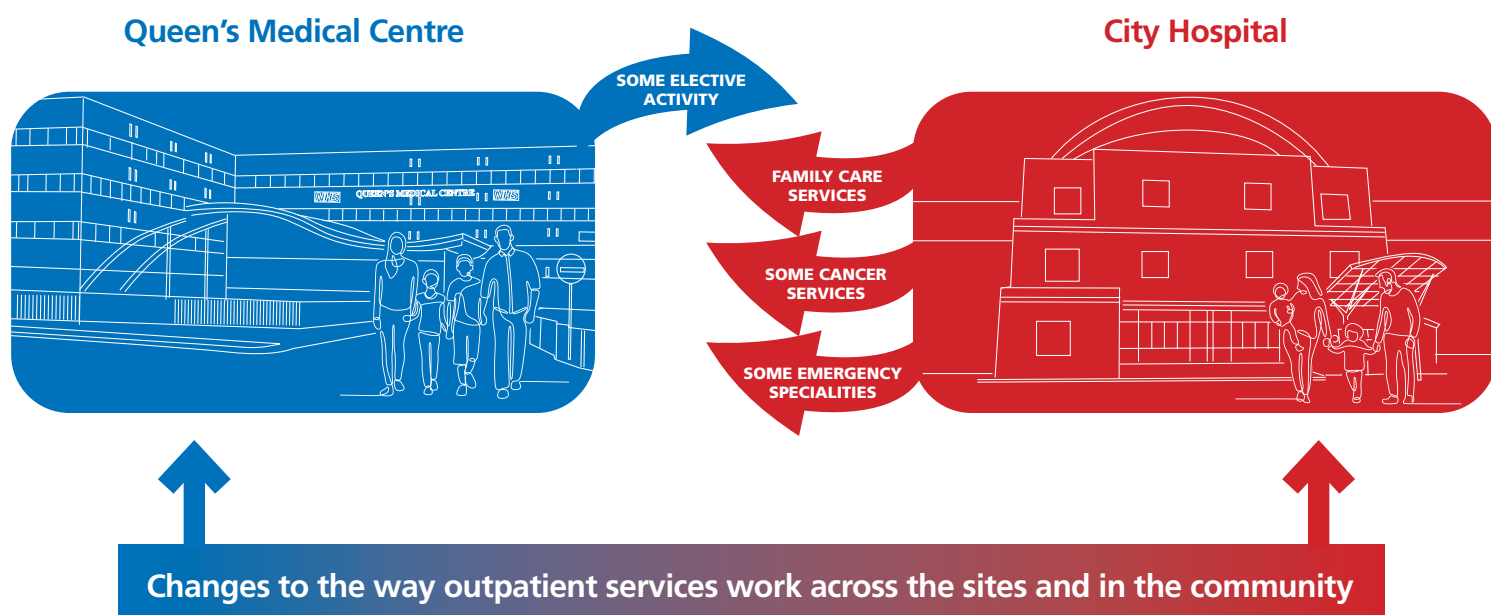 Queen’s Medical Centre
City Hospital
SOME ELECTIVE
ACTIVITY
FAMILY CARE
SERVICES
NHS QUEEN'S MEDICAL CENTRE NHS
SOME CANCER
SERVICES
SOME EMERGENCY
SPECIALITIES
Changes to the way outpatient services work across the sites and in the community